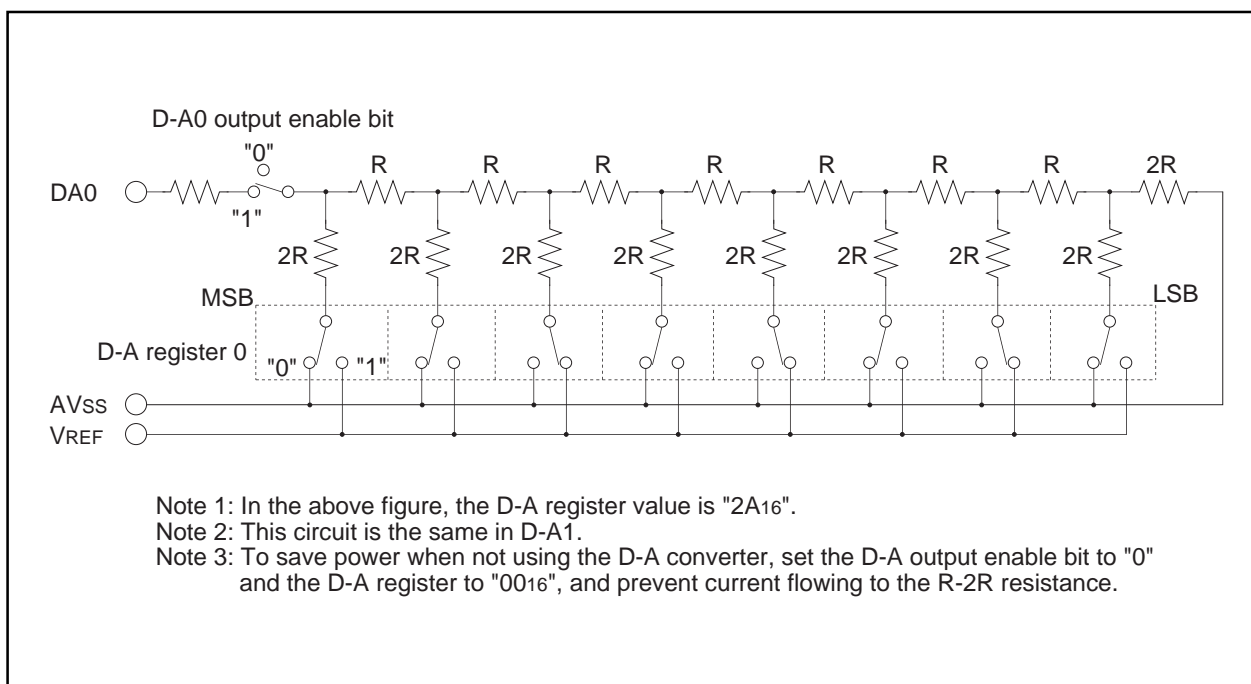 D-A0 output enable bit
"0"
DA0
"1"
R R R R R R R 2R
2R 2R 2R 2R 2R 2R 2R 2R
MSB
LSB
D-A register 0
"0" "1"
AVSS
VREF
Note 1: In the above figure, the D-A register value is "2A16".
Note 2: This circuit is the same in D-A1.
Note 3: To save power when not using the D-A converter, set the D-A output enable bit to "0"
and the D-A register to "0016", and prevent current flowing to the R-2R resistance.